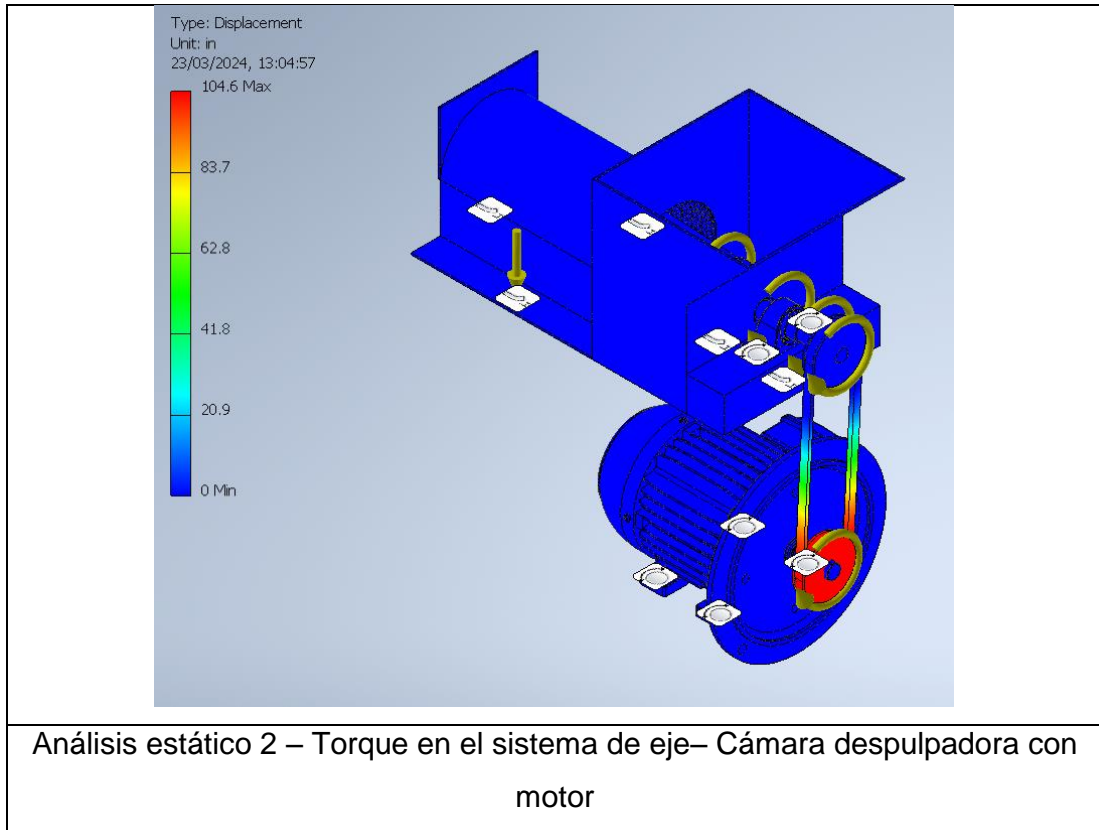 Type: Displacement
Unit: in
23/03/2024, 13:04:57
104.6 Max
83.7
62.8
41.8
20.9
0 Min
Análisis estático 2 – Torque en el sistema de eje– Cámara despulpadora con
motor